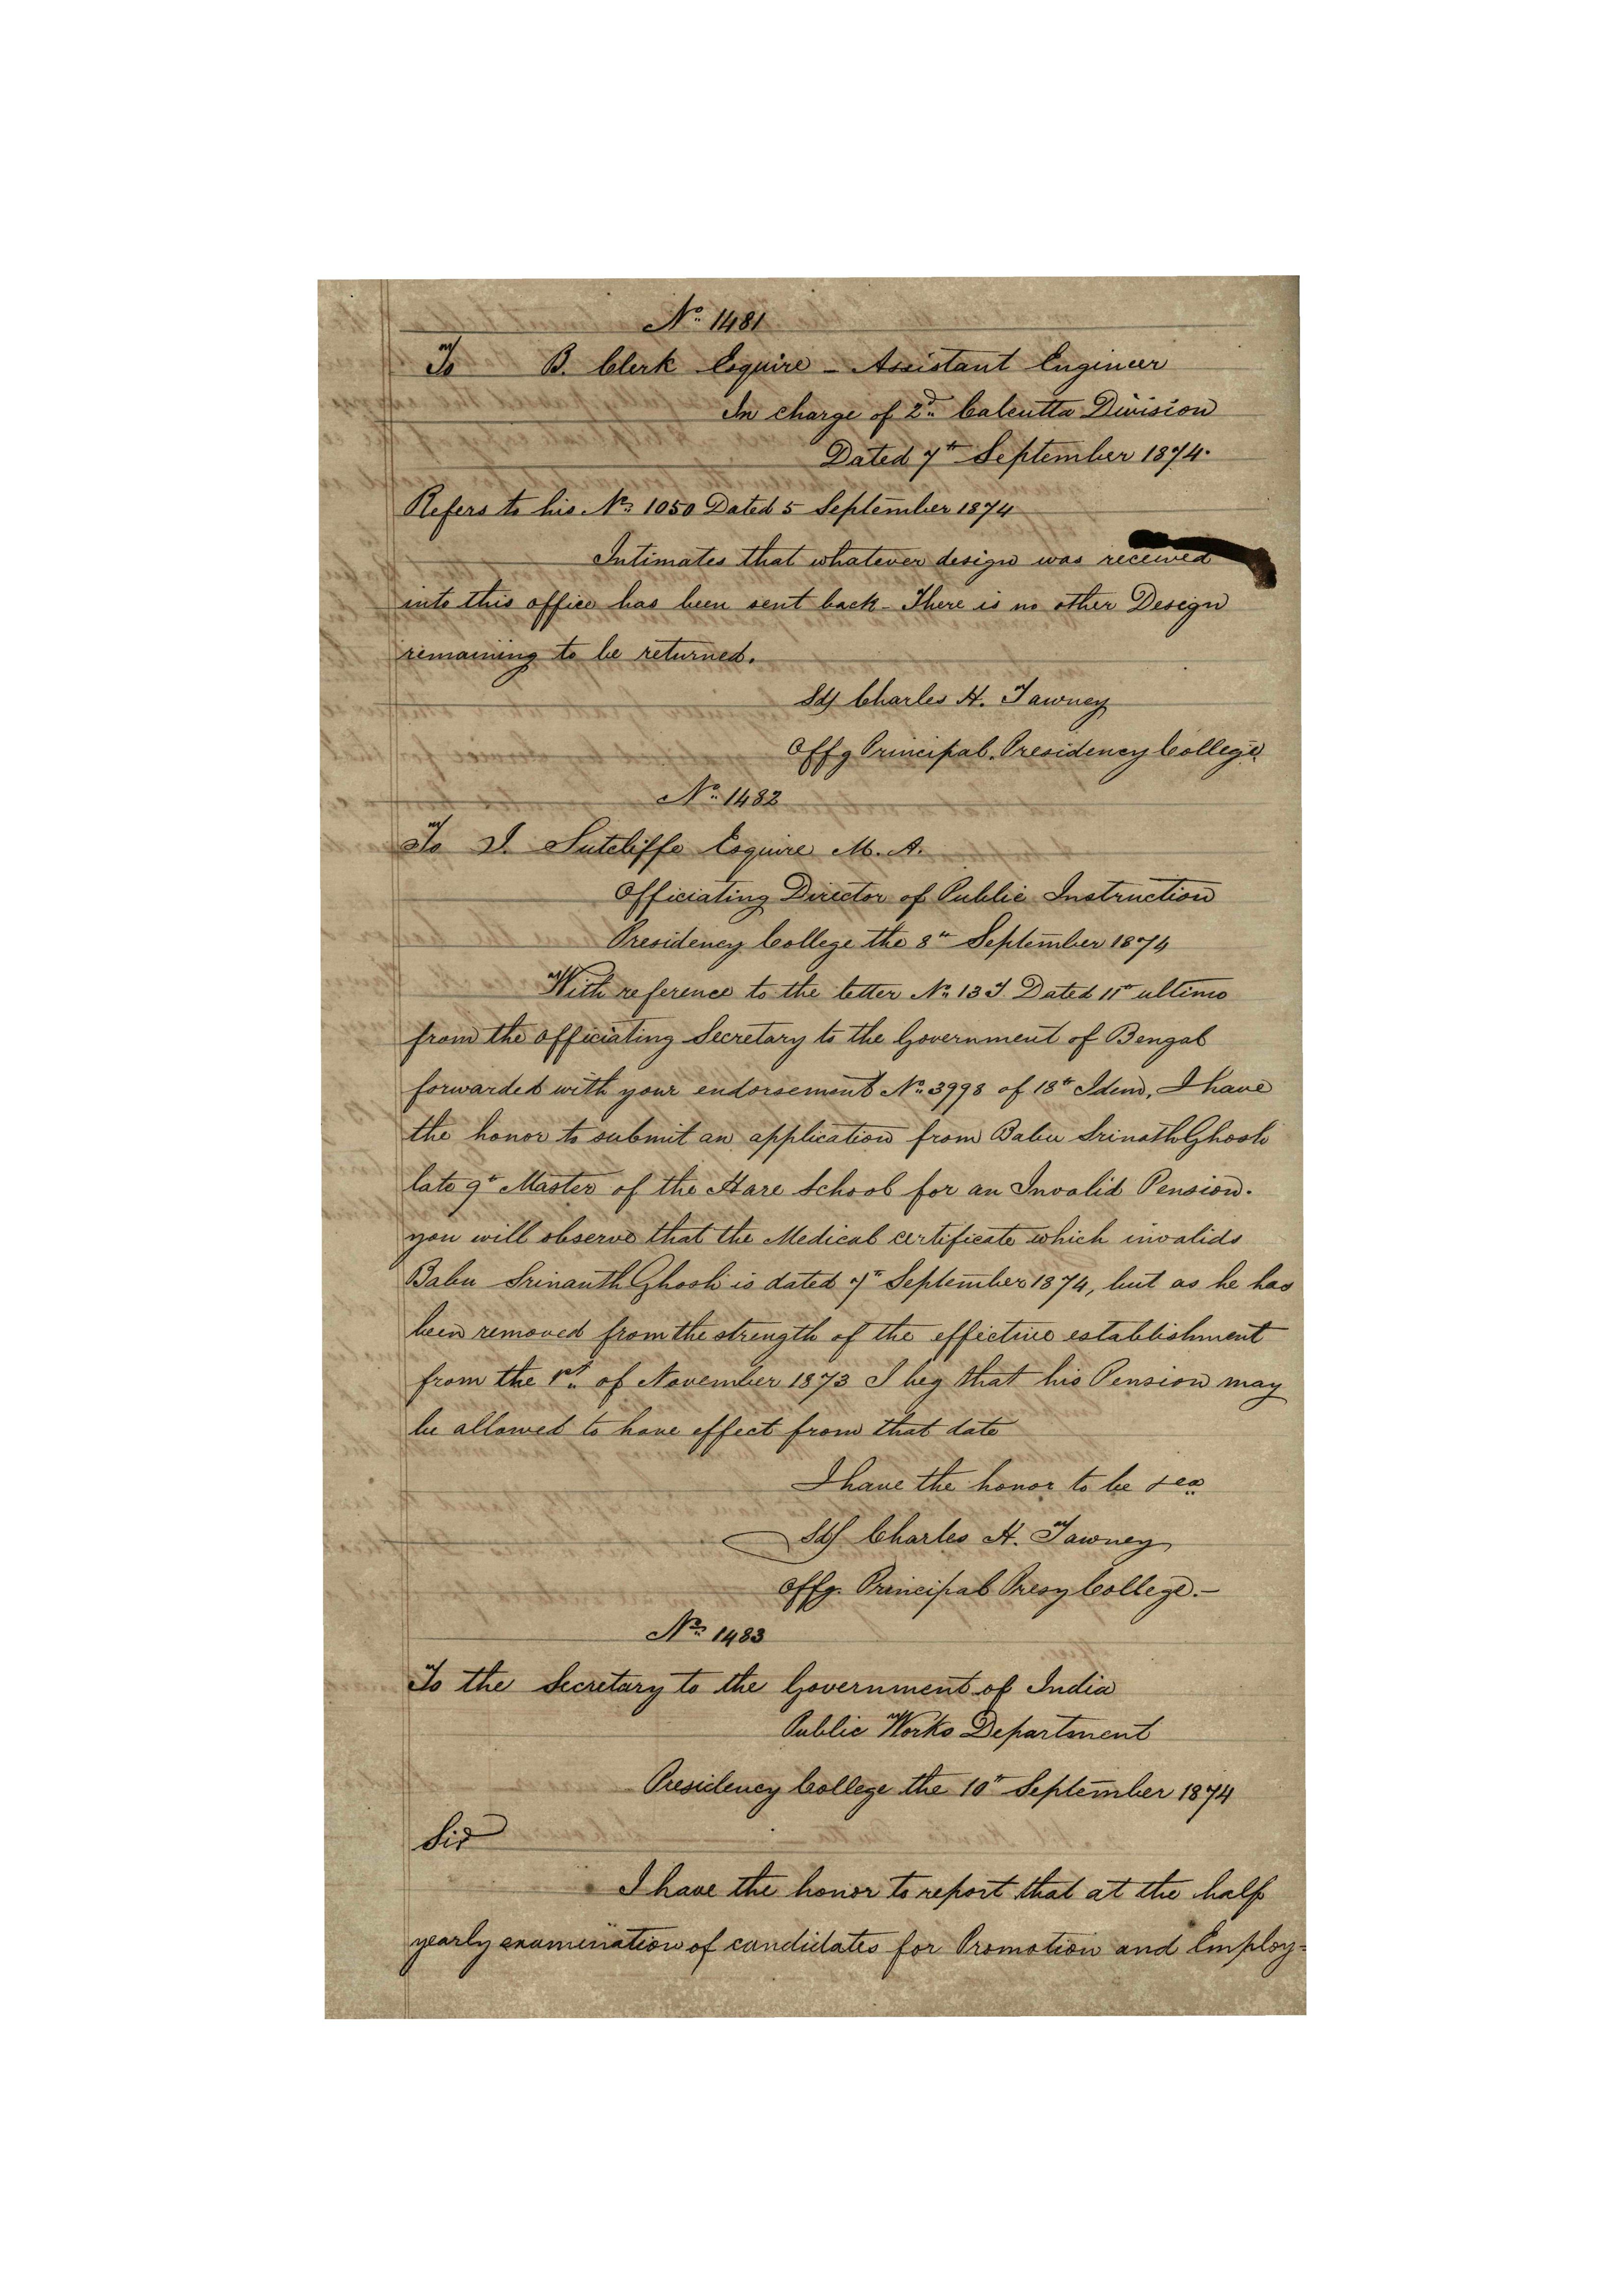 No. 1481
To B. Clerk Esquire - Assistant Engineer
In charge of 2d. Calcutta Division
Dated 7th September 1874.
Refers to his No. 1050 Dated 5 September 1874
Intimates that whatever design was received
into this office has been sent back - There is no other Design
remaining to be returned.
Sd/ Charles H. Tawney
Offg Principal. Presidency College.
No. 1482
To J. Sutcliffe Esquire M. A.
Officiating Director of Public Instruction
Presidency College the 8th September 1874
With reference to the letter No. 13 J. Dated 11th ultimo
from the officiating Secretary to the Government of Bengal
forwarded with your endorsement No. 3998 of 18th Idem, I have
the honor to submit an application from Babu Srinath Ghosh
late 9th Master of the Hare School for an Invalid Pension.
you will observe that the Medical certificate which invalids
Babu Srinanth Ghosh is dated 7th September 1874, but as he has
been removed from the strength of the effective establishment
from the 1st. of November 1873 I beg that his Pension may
be allowed to have effect from that date
I have the honor to be &ca
Sd/ Charles H. Tawney
Offg. Principal Presy College. -
No. 1483
To the Secretary to the Government of India
Public Works Department
Presidency College the 10th September 1874
Sir
I have the honor to report that at the half
yearly examination of candidates for Promotion and Employ=